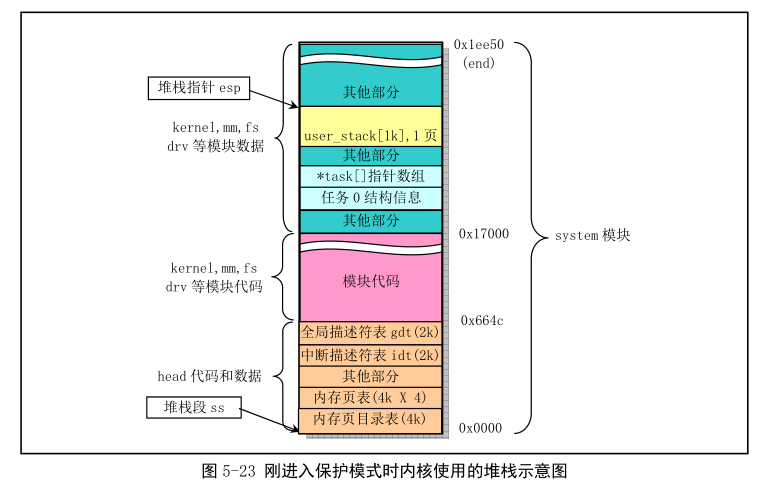 0x1ee50
(end)
堆栈指针 esp
其他部分
kernel,mm,fs
drv 等模块数据
user_stack[1k],1 页
其他部分
*task[]指针数组
任务 0 结构信息
其他部分
0x17000
system 模块
kernel,mm,fs
drv 等模块代码
模块代码
0x664c
全局描述符表 gdt(2k)
中断描述符表 idt(2k)
head 代码和数据
其他部分
内存页表(4k X 4)
堆栈段 ss
内存页目录表(4k)
0x0000
图 5-23 刚进入保护模式时内核使用的堆栈示意图